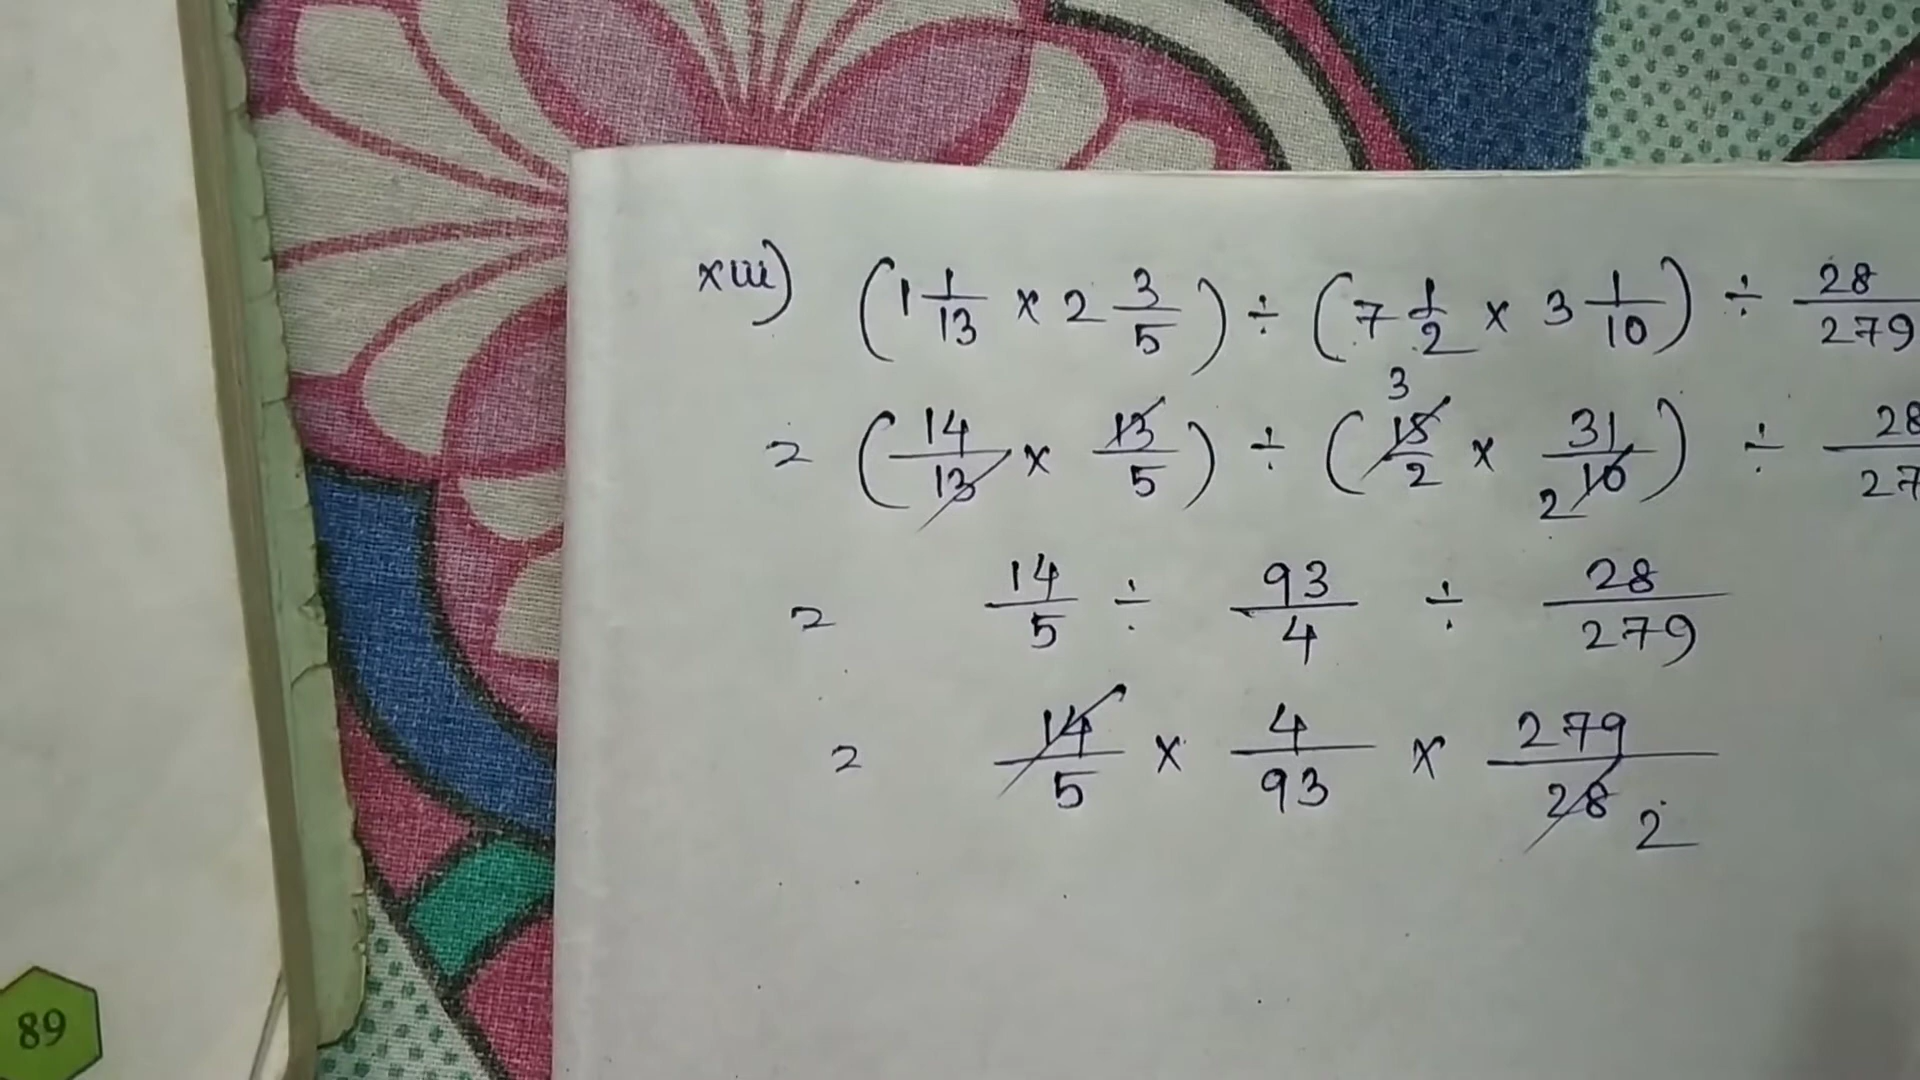 xiii) (1 1/13 × 2 3/5) ÷ (7 1/2 × 3 1/10) ÷ 28/279
= (14/13 × 13/5) ÷ (15/2 × 31/10) ÷ 28/27
3
2
= 14/5 ÷ 93/4 ÷ 28/279
= 14/5 × 4/93 × 279/28
2
89